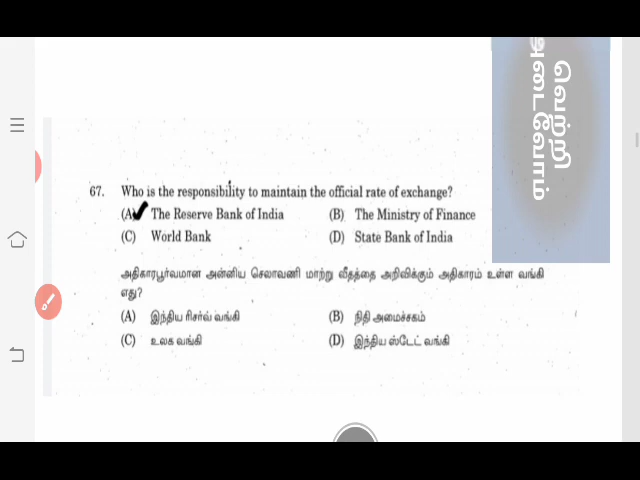 வெற்றி
அடைவோம்
67. Who is the responsibility to maintain the official rate of exchange?
(A) The Reserve Bank of India (B) The Ministry of Finance
(C) World Bank (D) State Bank of India
அதிகாரபூர்வமான அன்னிய செலாவணி மாற்று வீதத்தை அறிவிக்கும் அதிகாரம் உள்ள வங்கி
எது?
(A) இந்திய ரிசர்வ் வங்கி (B) நிதி அமைச்சகம்
(C) உலக வங்கி (D) இந்திய ஸ்டேட் வங்கி